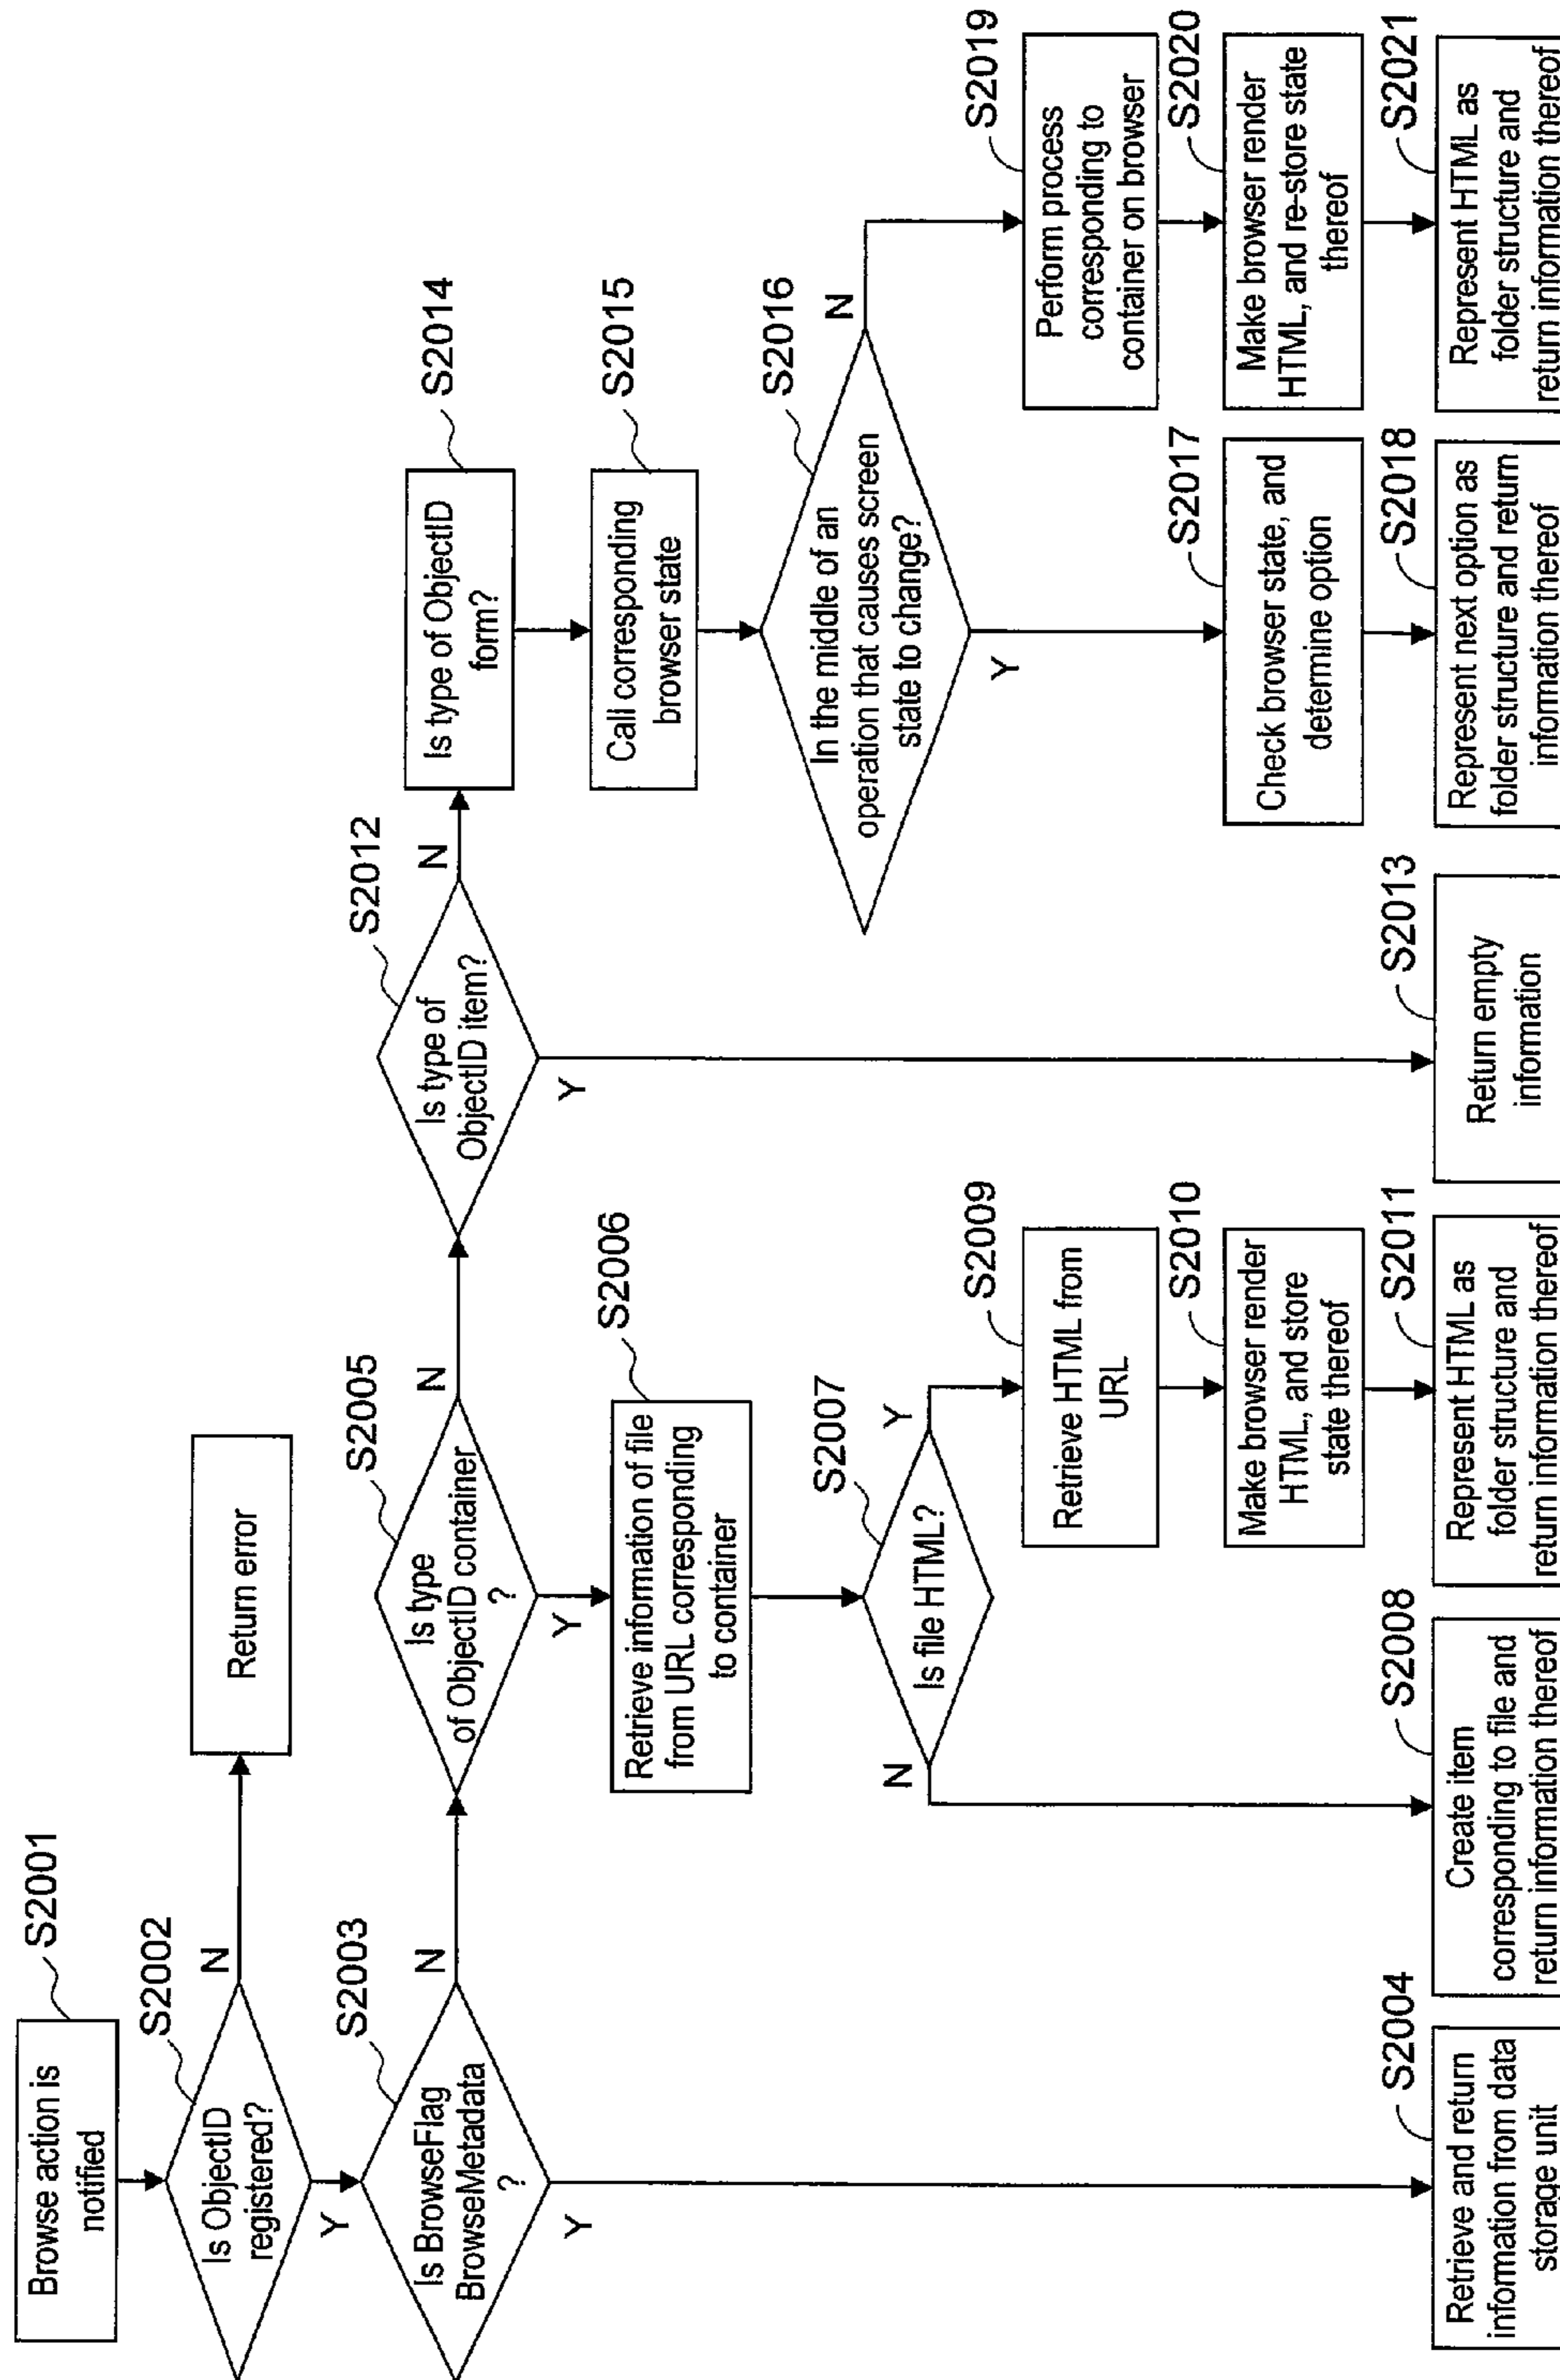 Browse action is
notified
S2001
Is ObjectID
registered?
S2002
N
Y
Return error
Is BrowseFlag
BrowseMetadata
?
S2003
N
Y
Retrieve and return
information from data
storage unit
S2004
Is type
of ObjectID container
?
S2005
N
Y
Retrieve information of file
from URL corresponding
to container
S2006
Is file HTML?
S2007
N
Y
Create item
corresponding to file and
return information thereof
S2008
Retrieve HTML from
URL
S2009
Make browser render
HTML, and store
state thereof
S2010
Represent HTML as
folder structure and
return information thereof
S2011
Is type of
ObjectID item?
S2012
N
Y
Return empty
information
S2013
Is type of ObjectID
form?
S2014
Call corresponding
browser state
S2015
In the middle of an
operation that causes screen
state to change?
S2016
N
Y
Check browser state, and
determine option
S2017
Represent next option as
folder structure and return
information thereof
S2018
Perform process
corresponding to
container on browser
S2019
Make browser render
HTML, and re-store state
thereof
S2020
Represent HTML as
folder structure and
return information thereof
S2021